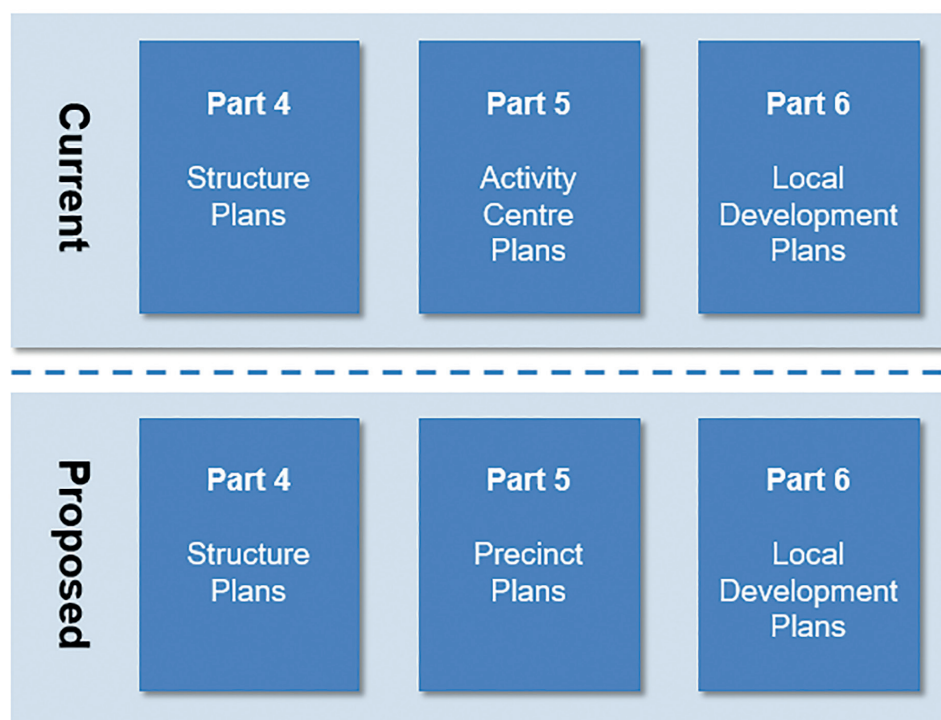 Current
Part 4
Structure
Plans
Part 5
Activity
Centre
Plans
Part 6
Local
Development
Plans
Proposed
Part 4
Structure
Plans
Part 5
Precinct
Plans
Part 6
Local
Development
Plans